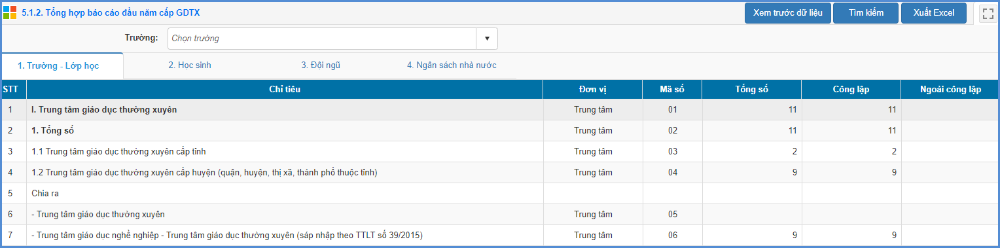 5.1.2. Tổng hợp báo cáo đầu năm cấp GDTX Xem trước dữ liệu Tìm kiếm Xuất Excel
Trường: Chọn trường
1. Trường - Lớp học 2. Học sinh 3. Đội ngũ 4. Ngân sách nhà nước
STT Chỉ tiêu Đơn vị Mã số Tổng số Công lập Ngoài công lập
1 I. Trung tâm giáo dục thường xuyên Trung tâm 01 11 11
2 1. Tổng số Trung tâm 02 11 11
3 1.1 Trung tâm giáo dục thường xuyên cấp tỉnh Trung tâm 03 2 2
4 1.2 Trung tâm giáo dục thường xuyên cấp huyện (quận, huyện, thị xã, thành phố thuộc tỉnh) Trung tâm 04 9 9
5 Chia ra
6 - Trung tâm giáo dục thường xuyên Trung tâm 05
7 - Trung tâm giáo dục nghề nghiệp - Trung tâm giáo dục thường xuyên (sáp nhập theo TTLT số 39/2015) Trung tâm 06 9 9